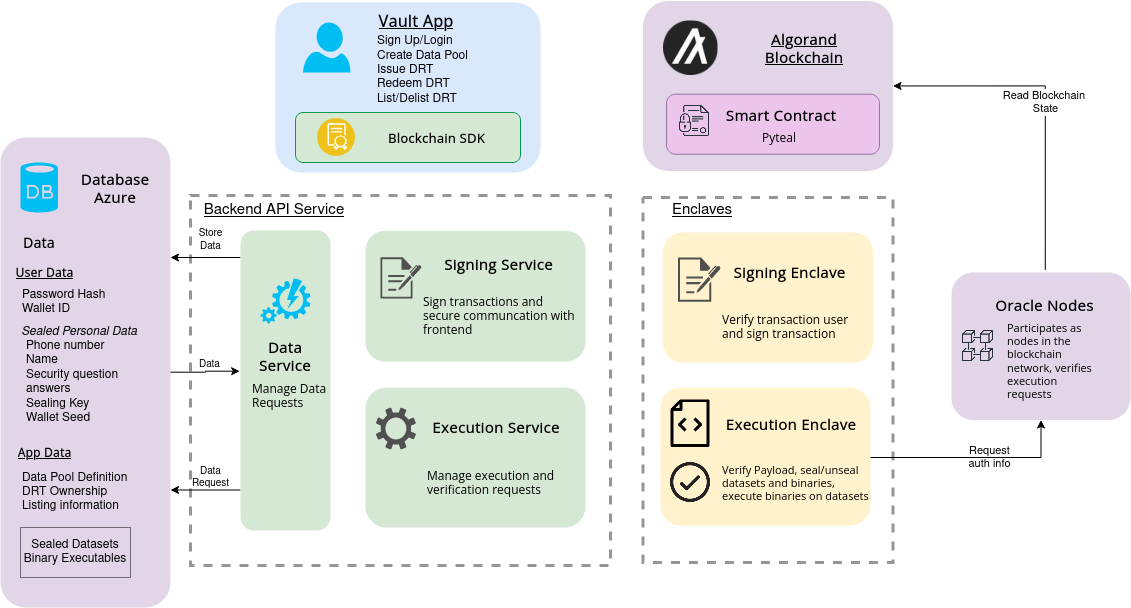 Vault App
Sign Up/Login
Create Data Pool
Issue DRT
Redeem DRT
List/Delist DRT
Blockchain SDK
Algorand
Blockchain
Smart Contract
Pyteal
Read Blockchain
State
DB
Database
Azure
Data
User Data
Password Hash
Wallet ID
Sealed Personal Data
Phone number
Name
Security question
answers
Sealing Key
Wallet Seed
App Data
Data Pool Definition
DRT Ownership
Listing information
Sealed Datasets
Binary Executables
Store
Data
Data
Data
Request
Backend API Service
Data
Service
Manage Data
Requests
Signing Service
Sign transactions and
secure communcation with
frontend
Execution Service
Manage execution and
verification requests
Enclaves
Signing Enclave
Verify transaction user
and sign transaction
Execution Enclave
Verify Payload, seal/unseal
datasets and binaries,
execute binaries on datasets
Request
auth info
Oracle Nodes
Participates as
nodes in the
blockchain
network, verifies
execution
requests